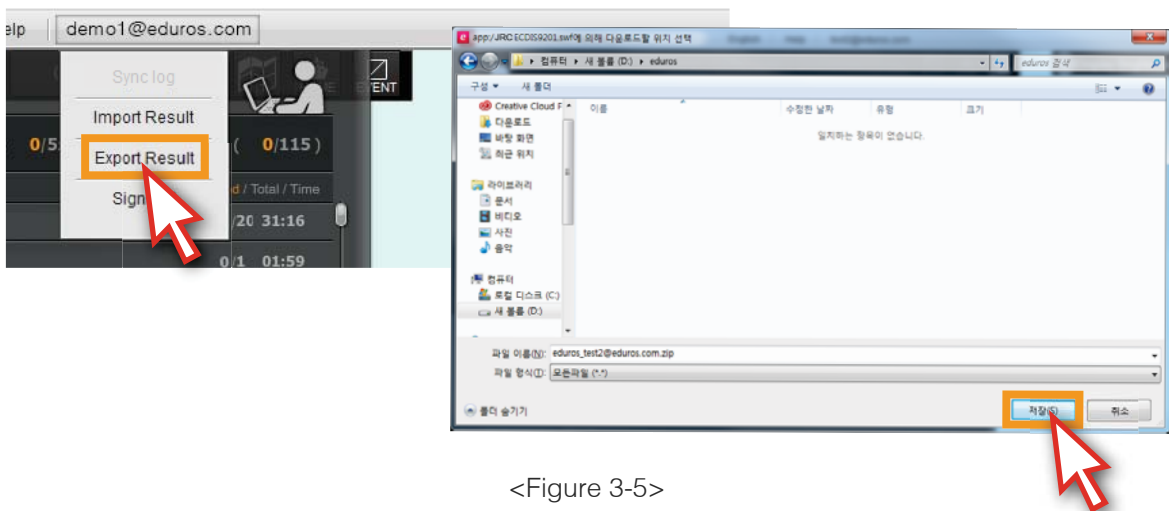 elp demo1@eduros.com
Sync log
ENT
Import Result
0/5 ( 0/115 )
Export Result
Sign
d / Total / Time
/20 31:16
0/1 01:59
app:/JRC ECDIS9201.swf에 의해 다운로드할 위치 선택
컴퓨터 ▸ 새 볼륨 (D:) ▸ eduros
eduros 검색
구성 ▾ 새 폴더
Creative Cloud F
이름 수정한 날짜 유형 크기
다운로드
일치하는 항목이 없습니다.
바탕 화면
최근 위치
라이브러리
문서
비디오
사진
음악
컴퓨터
로컬 디스크 (C:)
새 볼륨 (D:)
파일 이름(N): eduros_test2@eduros.com.zip
파일 형식(T): 모든파일 (*.*)
폴더 숨기기
저장(S) 취소
<Figure 3-5>